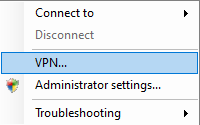 Connect to
Disconnect
VPN...
Administrator settings...
Troubleshooting